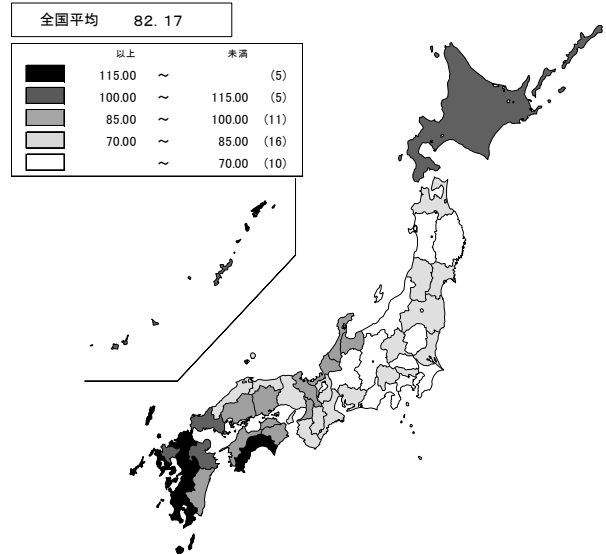 全国平均 82.17
以上 未満
115.00 ～ (5)
100.00 ～ 115.00 (5)
85.00 ～ 100.00 (11)
70.00 ～ 85.00 (16)
～ 70.00 (10)